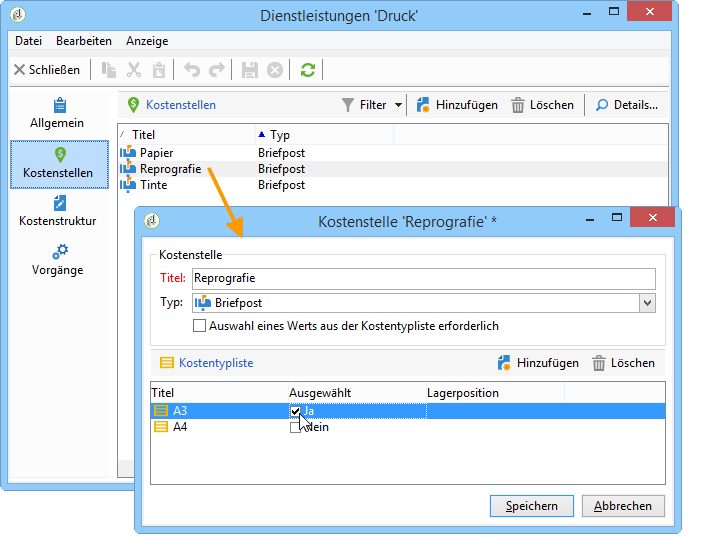 Dienstleistungen 'Druck'
Datei Bearbeiten Anzeige
Schließen
Allgemein
Kostenstellen
Kostenstruktur
Vorgänge
Kostenstellen Filter Hinzufügen Löschen Details...
Titel Typ
Papier Briefpost
Reprografie Briefpost
Tinte Briefpost
Kostenstelle 'Reprografie' *
Kostenstelle
Titel: Reprografie
Typ: Briefpost
Auswahl eines Werts aus der Kostentypliste erforderlich
Kostentypliste Hinzufügen Löschen
Titel Ausgewählt Lagerposition
A3 Ja
A4 Nein
Speichern Abbrechen